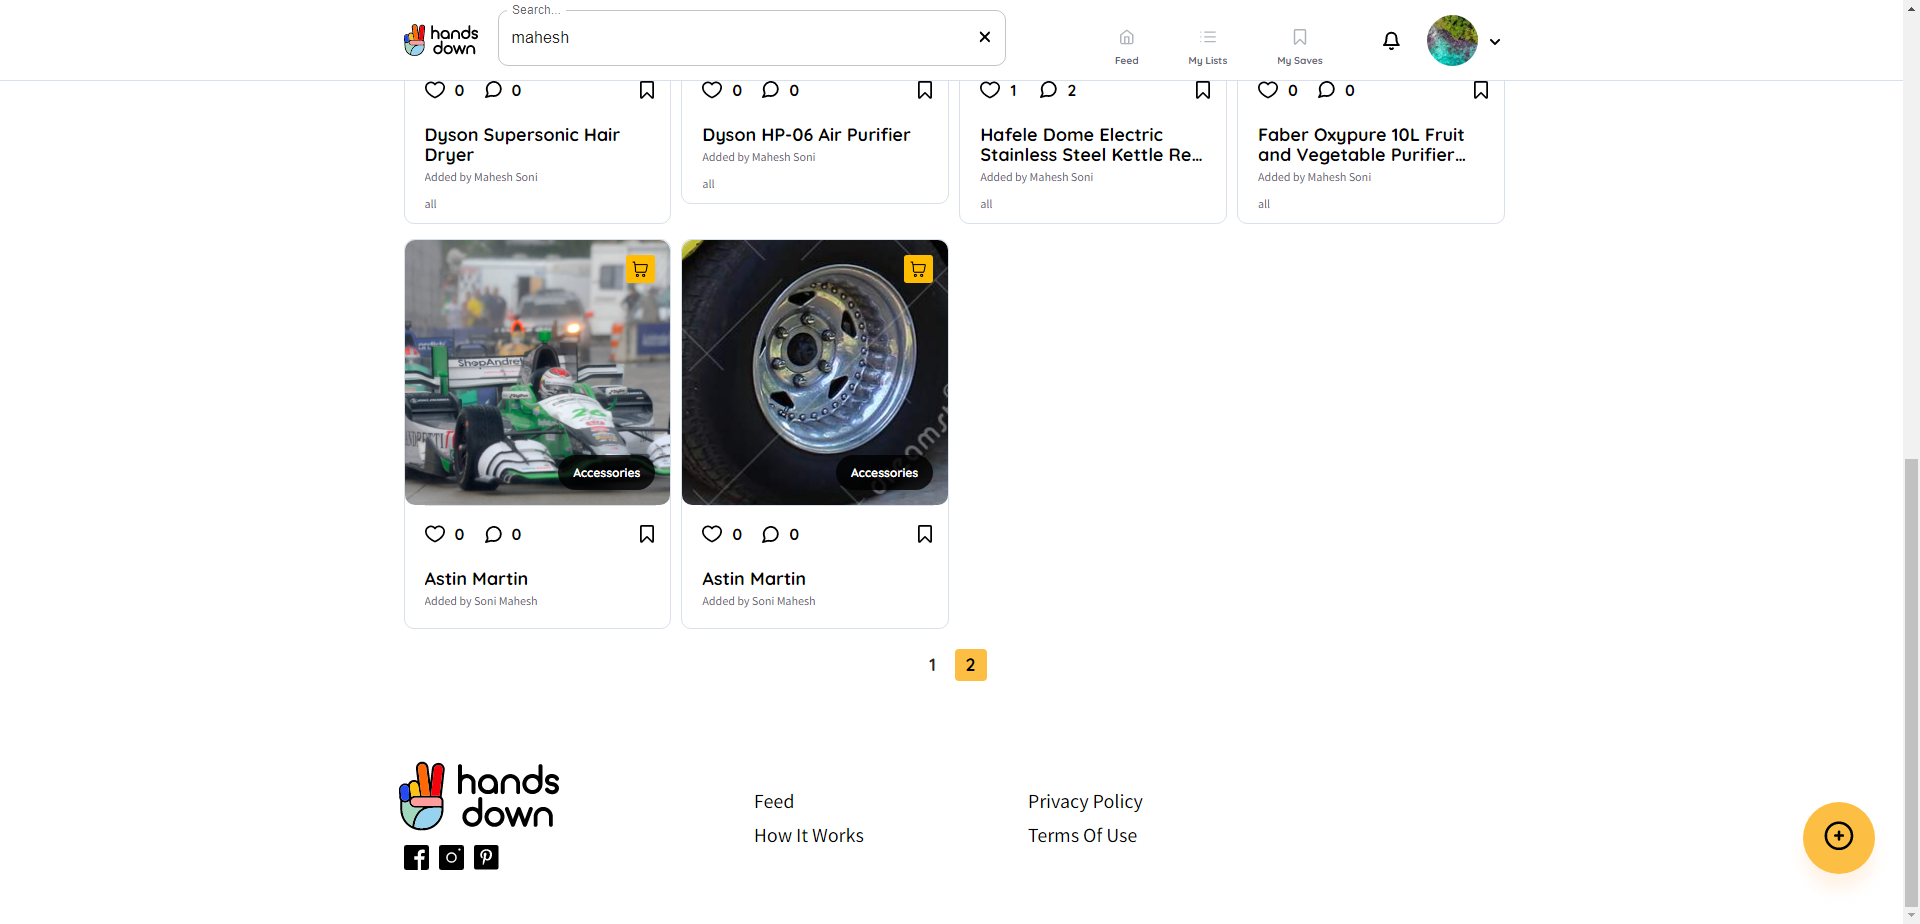 hands
down
Search...
mahesh
Feed
My Lists
My Saves
0 0
0 0
1 2
0 0
Dyson Supersonic Hair
Dryer
Added by Mahesh Soni
all
Dyson HP-06 Air Purifier
Added by Mahesh Soni
all
Hafele Dome Electric
Stainless Steel Kettle Re...
Added by Mahesh Soni
all
Faber Oxypure 10L Fruit
and Vegetable Purifier...
Added by Mahesh Soni
all
ShopAndre
26
Accessories
Accessories
0 0
0 0
Astin Martin
Added by Soni Mahesh
Astin Martin
Added by Soni Mahesh
1 2
hands
down
Feed
How It Works
Privacy Policy
Terms Of Use